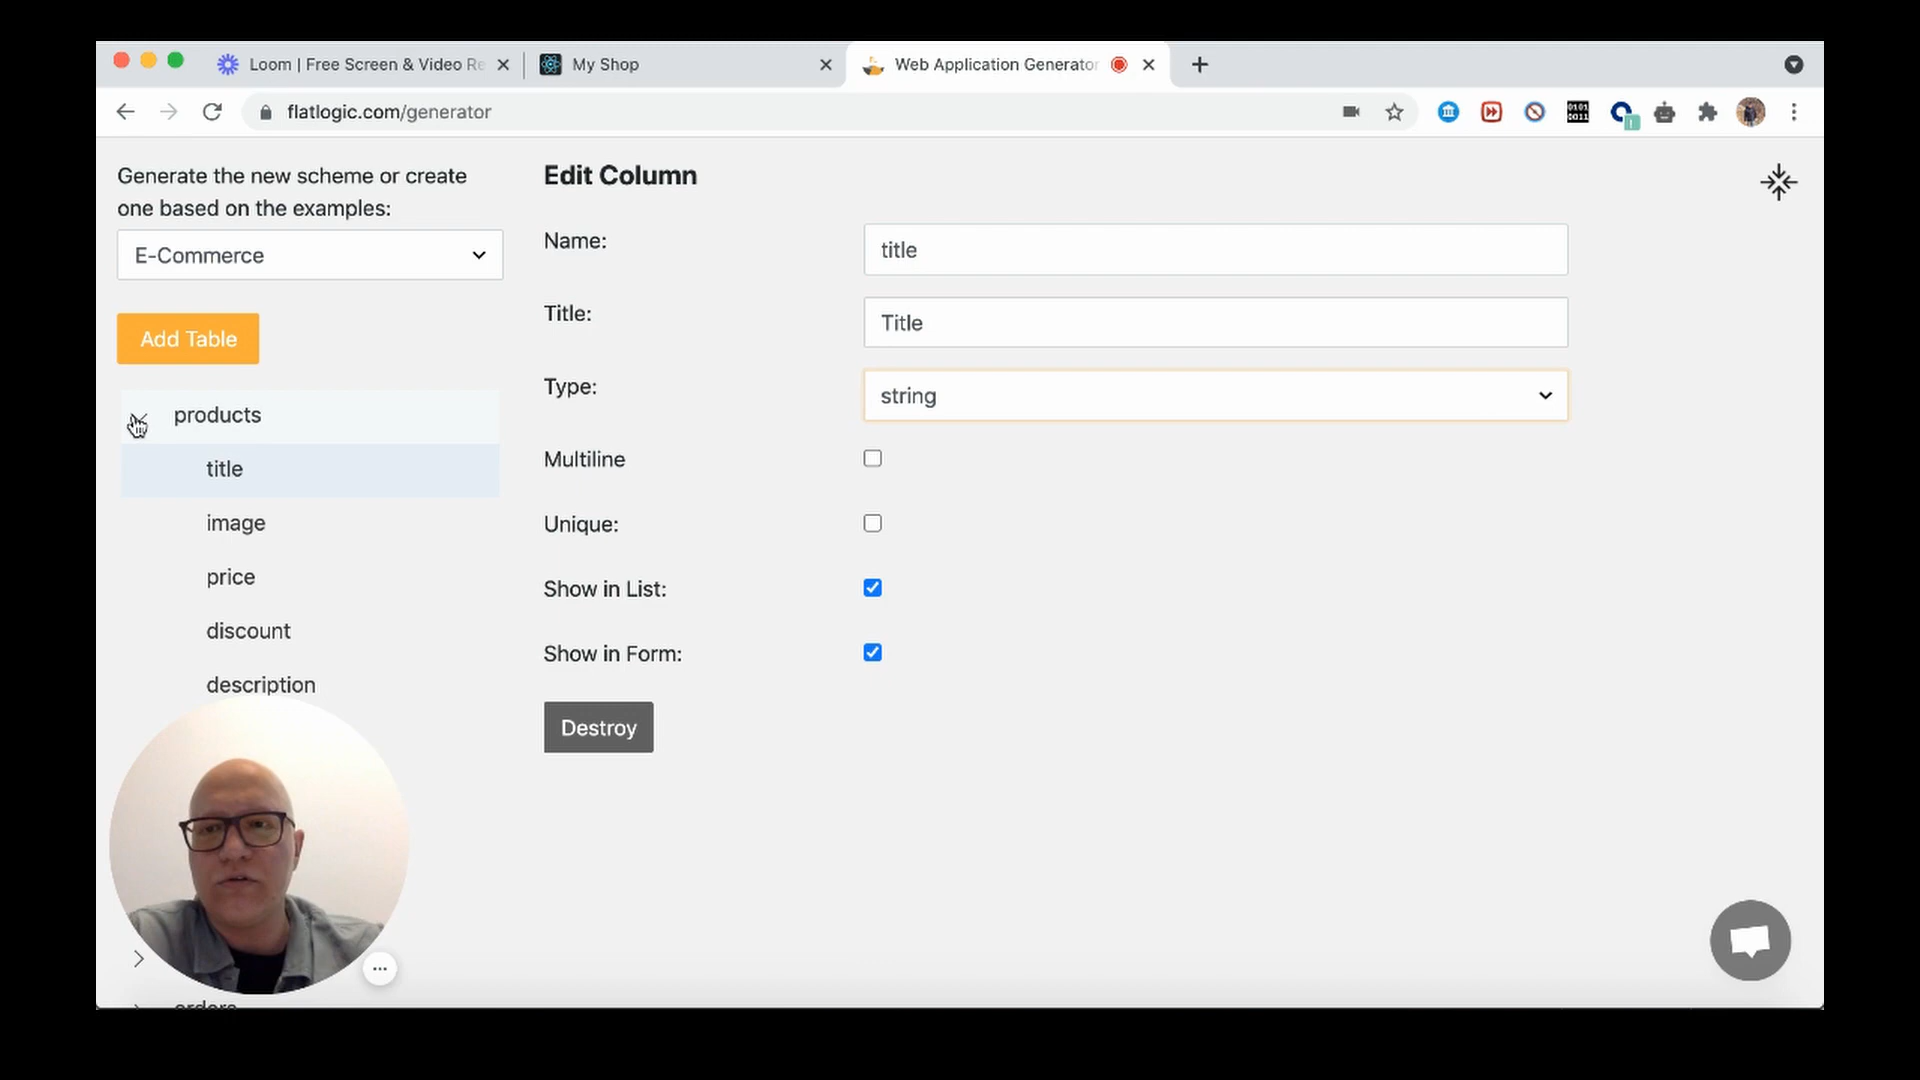 Loom | Free Screen & Video Re
My Shop
Web Application Generator
flatlogic.com/generator
Generate the new scheme or create
one based on the examples:
E-Commerce
Add Table
products
title
image
price
discount
description
orders
Edit Column
Name:
title
Title:
Title
Type:
string
Multiline
Unique:
Show in List:
Show in Form:
Destroy